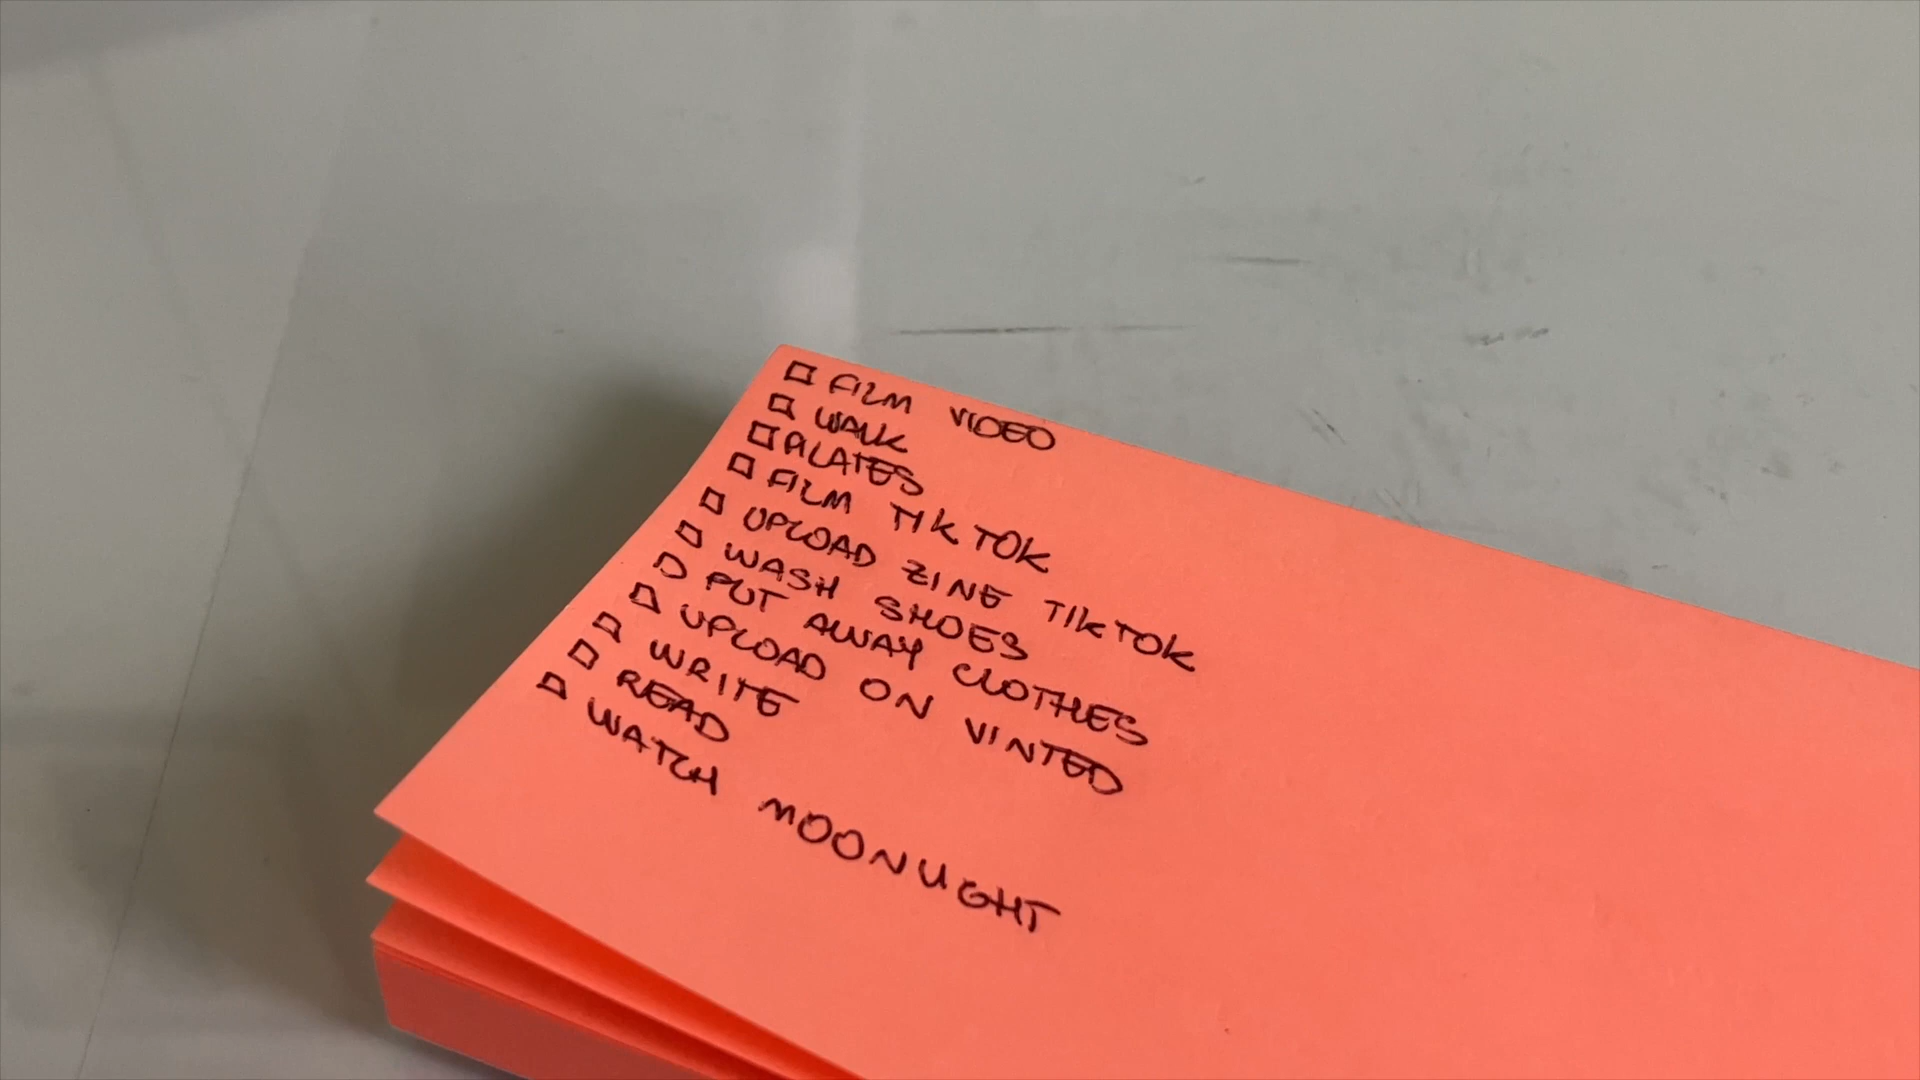 □ FILM VIDEO
□ WALK
□ PILATES
□ FILM TIKTOK
□ UPLOAD ZINE TIKTOK
□ WASH SHOES
□ PUT AWAY CLOTHES
□ UPLOAD ON VINTED
□ WRITE
□ READ
□ WATCH MOONLIGHT